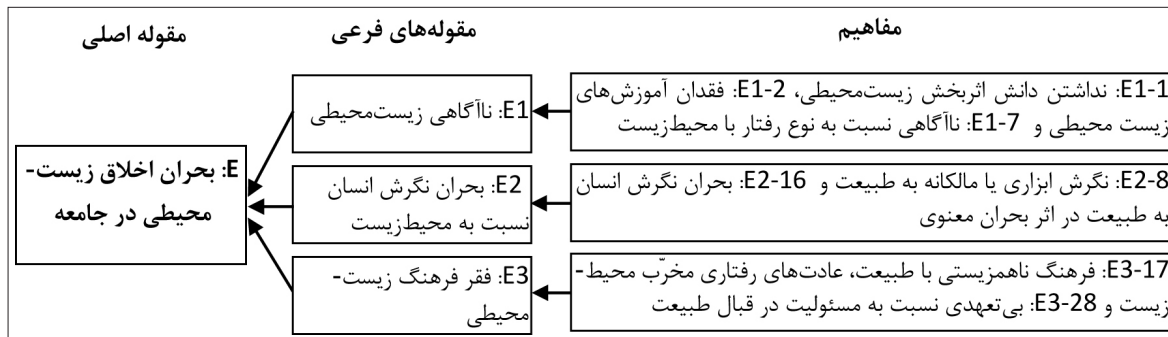 مفاهیم
مقوله‌های فرعی
مقوله اصلی
E1-1: نداشتن دانش اثربخش زیست‌محیطی، E1-2: فقدان آموزش‌های
زیست محیطی و E1-7: ناآگاهی نسبت به نوع رفتار با محیط‌زیست
E1: ناآگاهی زیست‌محیطی
E2-8: نگرش ابزاری یا مالکانه به طبیعت و E2-16: بحران نگرش انسان
به طبیعت در اثر بحران معنوی
E2: بحران نگرش انسان
نسبت به محیط‌زیست
E3-17: فرهنگ ناهمزیستی با طبیعت، عادت‌های رفتاری مخرّب محیط-
زیست و E3-28: بی‌تعهدی نسبت به مسئولیت در قبال طبیعت
E3: فقر فرهنگ زیست-
محیطی
E: بحران اخلاق زیست-
محیطی در جامعه